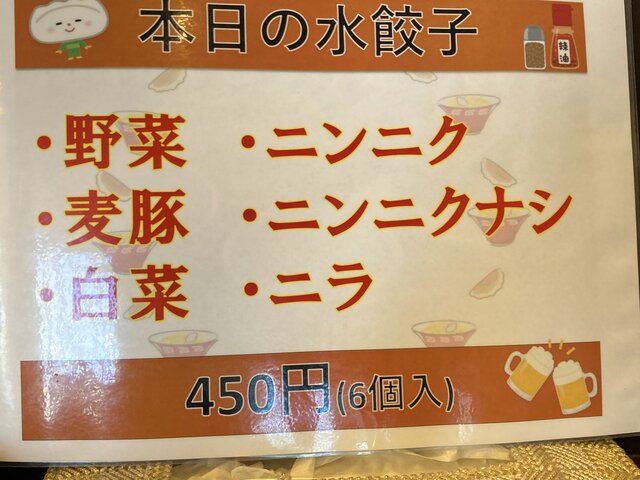 本日の水餃子
辣油
・野菜 ・ニンニク
・麦豚 ・ニンニクナシ
・白菜 ・ニラ
450円(6個入)